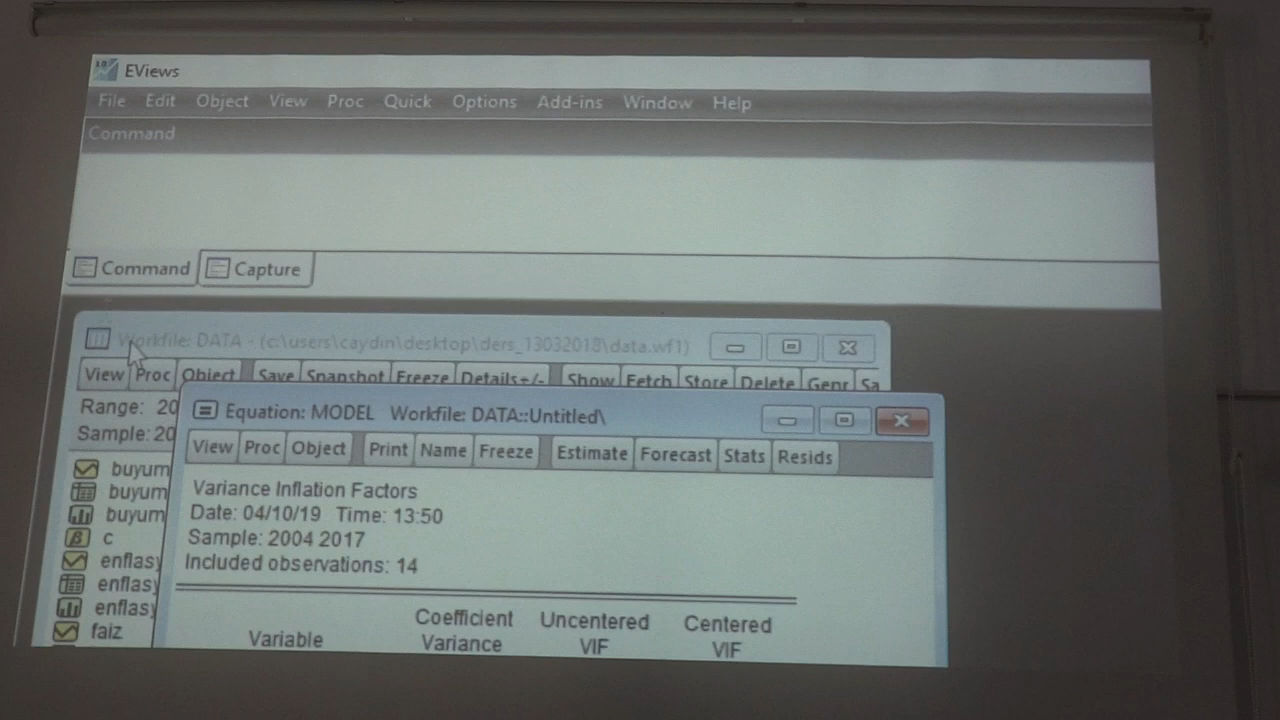 EViews
File Edit Object View Proc Quick Options Add-ins Window Help
Command
Command Capture
Workfile: DATA - (c:\users\caydin\desktop\ders_13032018\data.wf1)
View Proc Object Save Snapshot Freeze Details+/- Show Fetch Store Delete Genr Sa
Range: 20
Sample: 20
buyum
buyum
buyum
c
enflasy
enflasy
enflasy
faiz
Equation: MODEL Workfile: DATA::Untitled\
View Proc Object Print Name Freeze Estimate Forecast Stats Resids
Variance Inflation Factors
Date: 04/10/19 Time: 13:50
Sample: 2004 2017
Included observations: 14
Coefficient Uncentered Centered
Variable Variance VIF VIF